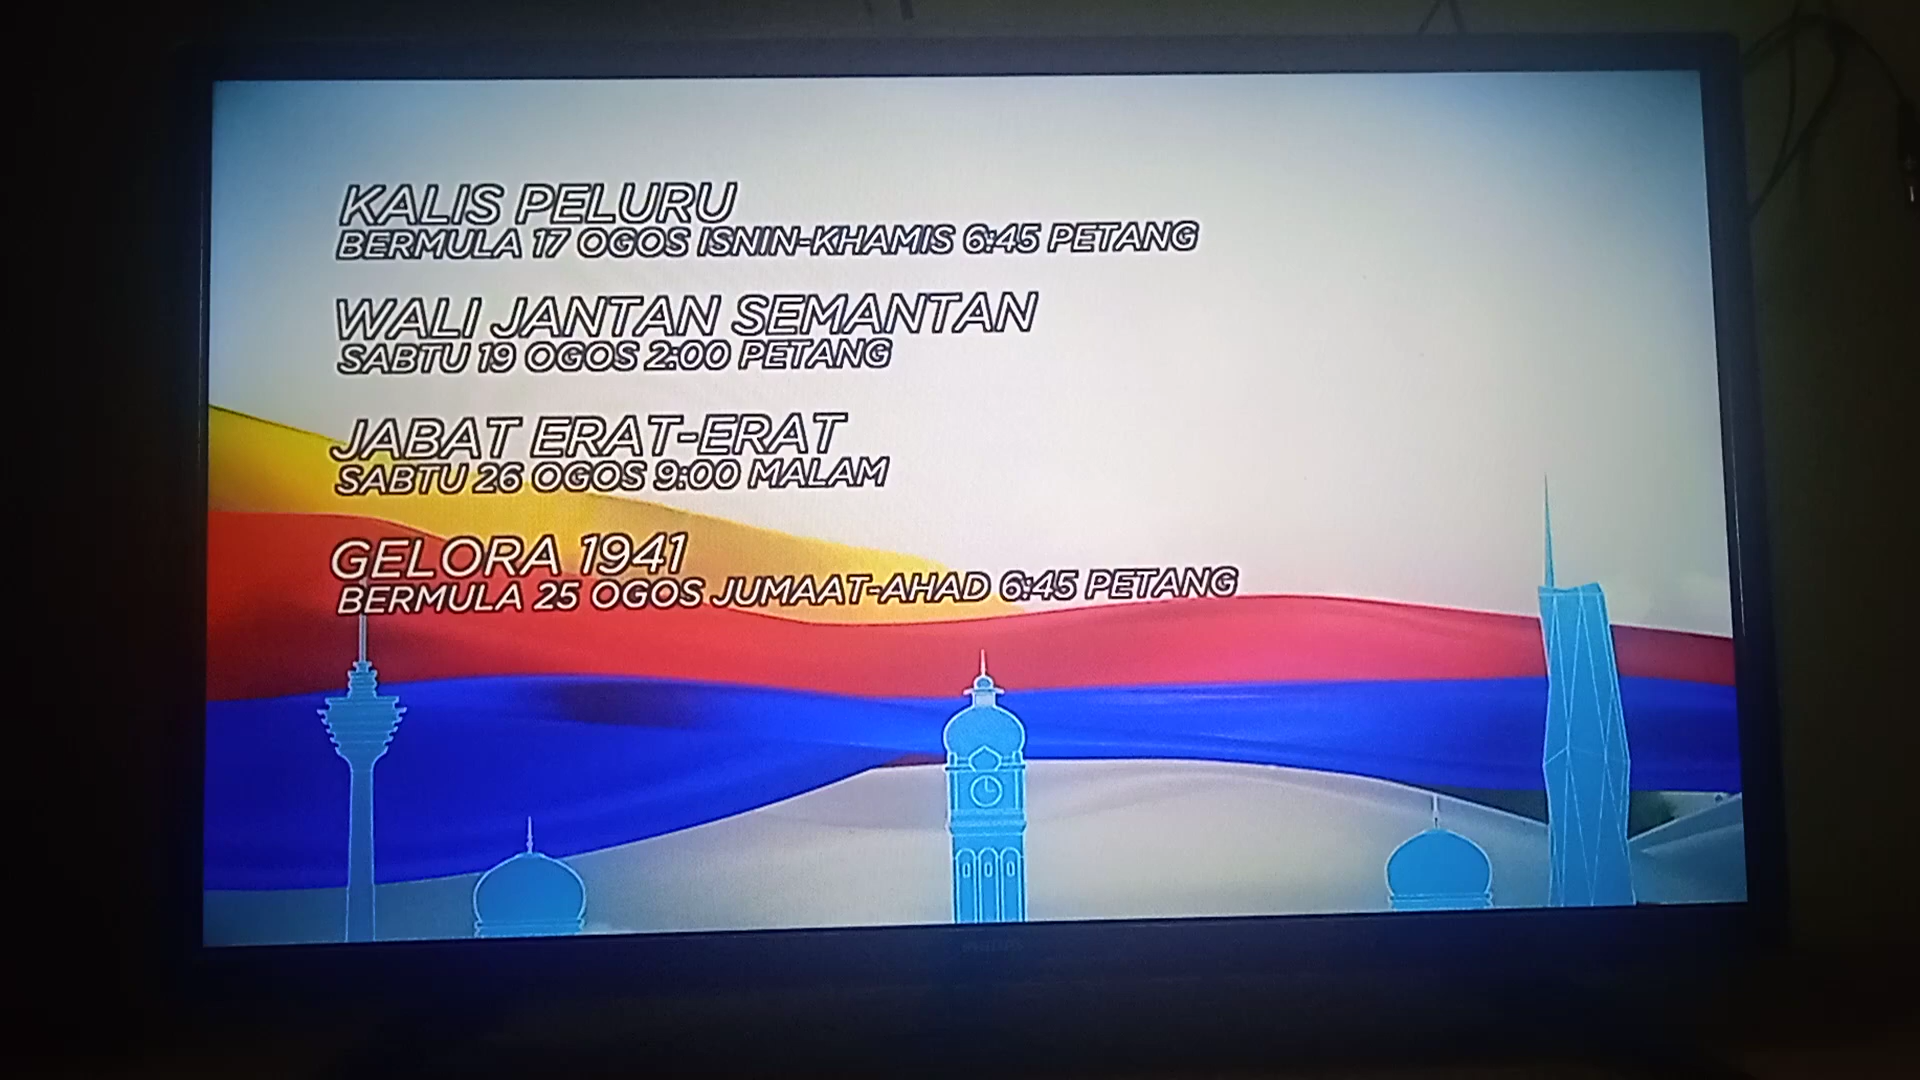 KALIS PELURU
BERMULA 17 OGOS ISNIN-KHAMIS 6:45 PETANG
WALI JANTAN SEMANTAN
SABTU 19 OGOS 2:00 PETANG
JABAT ERAT-ERAT
SABTU 26 OGOS 9:00 MALAM
GELORA 1941
BERMULA 25 OGOS JUMAAT-AHAD 6:45 PETANG